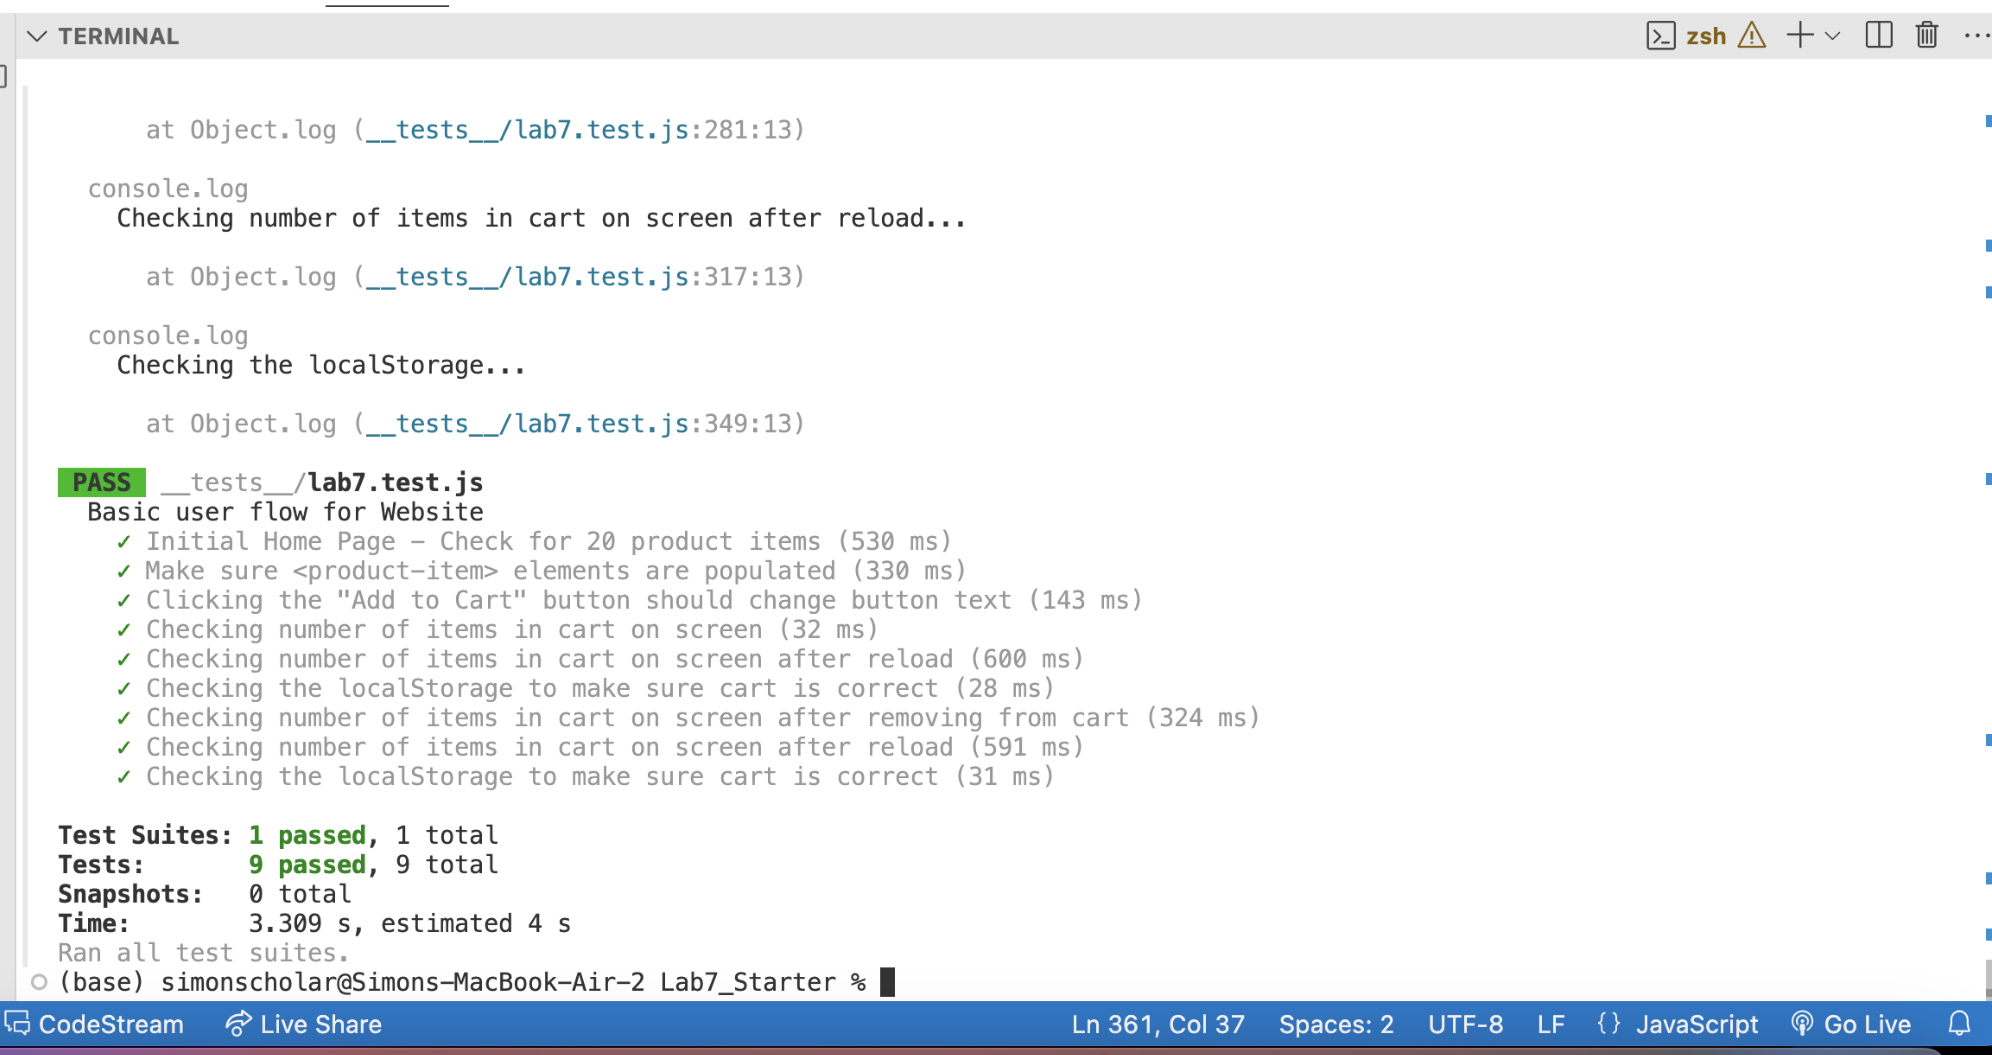 TERMINAL
zsh
at Object.log (__tests__/lab7.test.js:281:13)
console.log
Checking number of items in cart on screen after reload...
at Object.log (__tests__/lab7.test.js:317:13)
console.log
Checking the localStorage...
at Object.log (__tests__/lab7.test.js:349:13)
PASS __tests__/lab7.test.js
Basic user flow for Website
✓ Initial Home Page – Check for 20 product items (530 ms)
✓ Make sure <product-item> elements are populated (330 ms)
✓ Clicking the "Add to Cart" button should change button text (143 ms)
✓ Checking number of items in cart on screen (32 ms)
✓ Checking number of items in cart on screen after reload (600 ms)
✓ Checking the localStorage to make sure cart is correct (28 ms)
✓ Checking number of items in cart on screen after removing from cart (324 ms)
✓ Checking number of items in cart on screen after reload (591 ms)
✓ Checking the localStorage to make sure cart is correct (31 ms)
Test Suites: 1 passed, 1 total
Tests: 9 passed, 9 total
Snapshots: 0 total
Time: 3.309 s, estimated 4 s
Ran all test suites.
(base) simonscholar@Simons-MacBook-Air-2 Lab7_Starter %
CodeStream Live Share Ln 361, Col 37 Spaces: 2 UTF-8 LF {} JavaScript Go Live